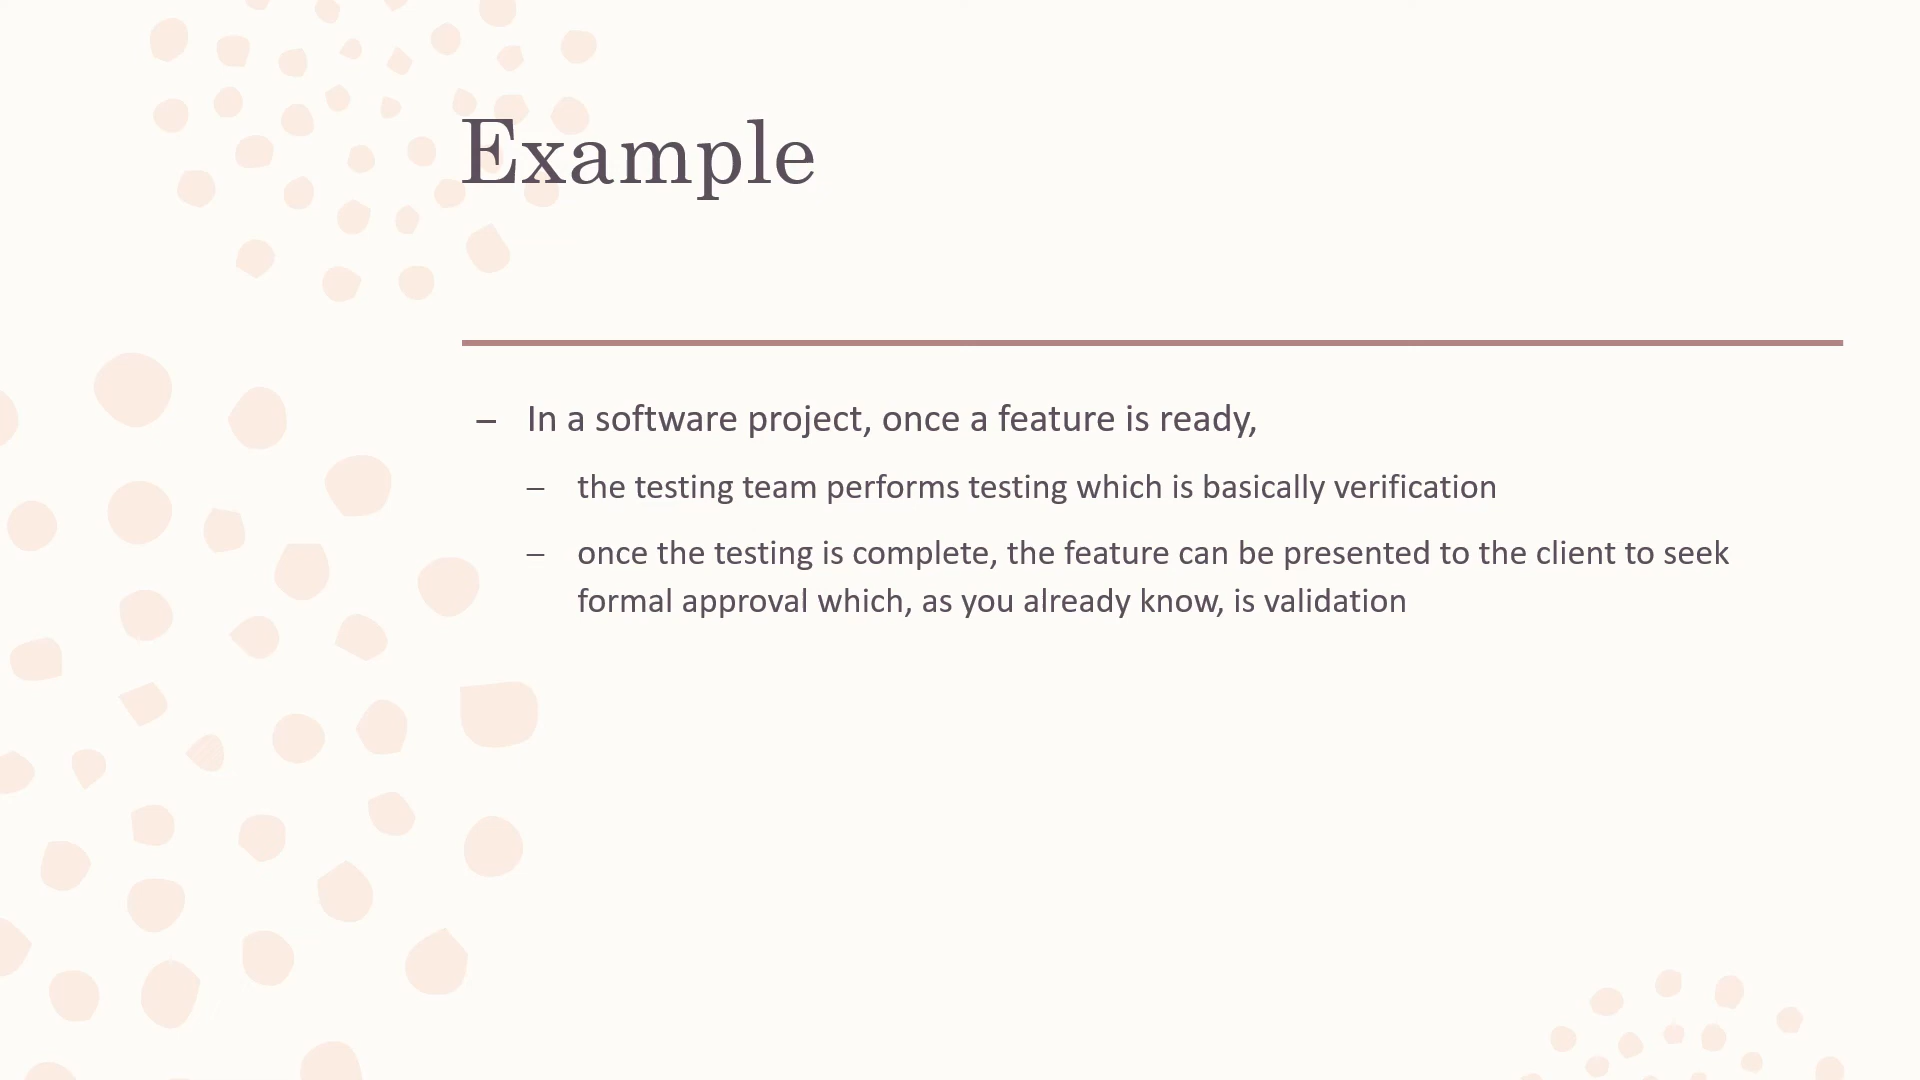 Example
– In a software project, once a feature is ready,
– the testing team performs testing which is basically verification
– once the testing is complete, the feature can be presented to the client to seek
formal approval which, as you already know, is validation